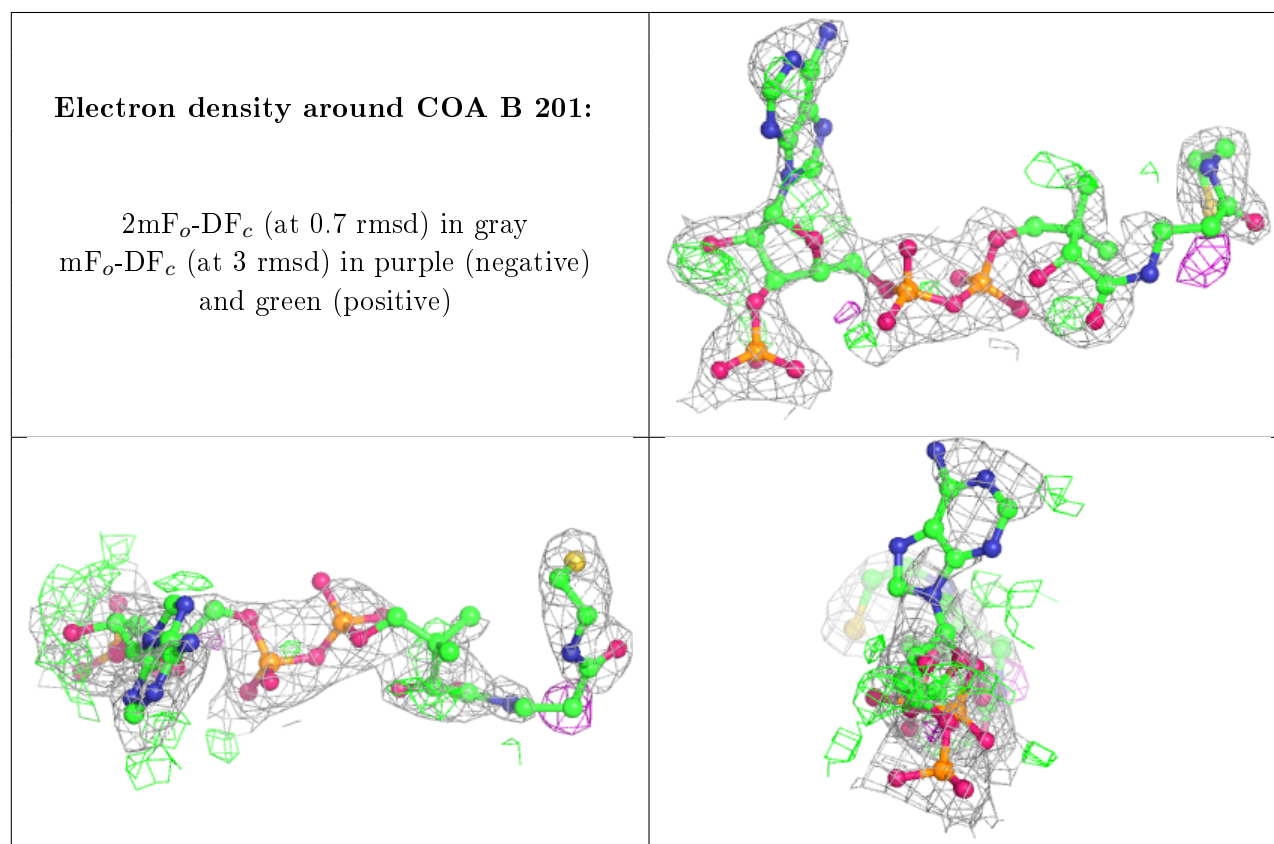 Electron density around COA B 201:
2mFₒ-DF𝒸 (at 0.7 rmsd) in gray
mFₒ-DF𝒸 (at 3 rmsd) in purple (negative)
and green (positive)